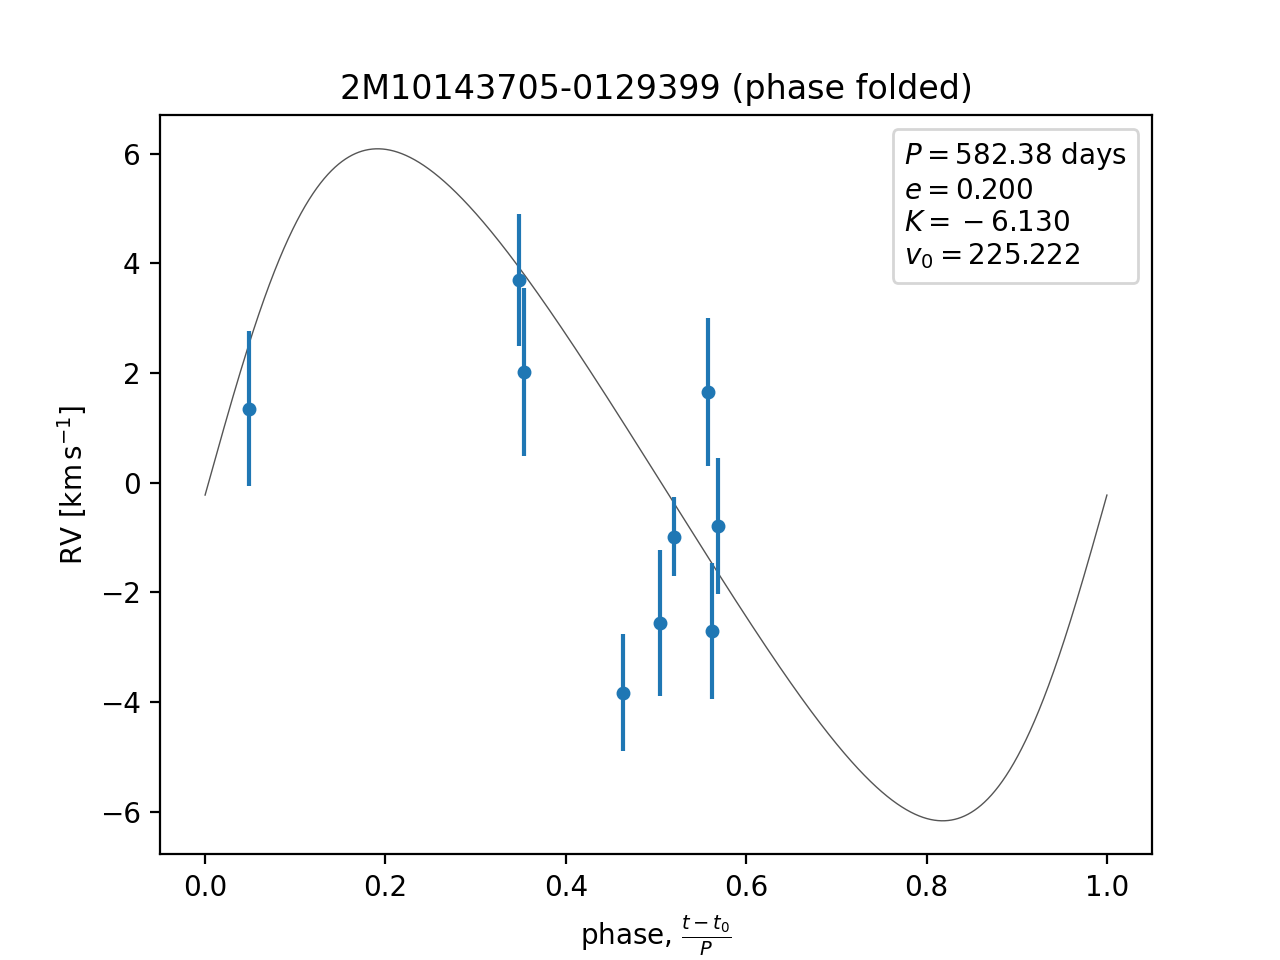 2M10143705-0129399 (phase folded)
P = 582.38 days
e = 0.200
K = −6.130
v₀ = 225.222
RV [km s⁻¹]
6
4
2
0
−2
−4
−6
0.0 0.2 0.4 0.6 0.8 1.0
phase, (t − t₀)/P